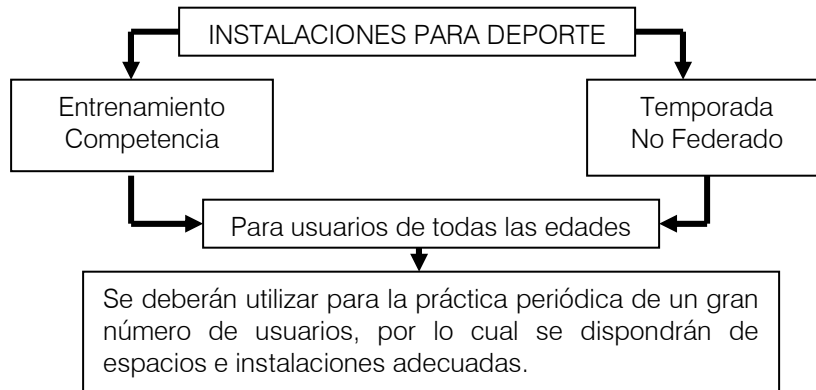 INSTALACIONES PARA DEPORTE
Entrenamiento
Competencia
Temporada
No Federado
Para usuarios de todas las edades
Se deberán utilizar para la práctica periódica de un gran
número de usuarios, por lo cual se dispondrán de
espacios e instalaciones adecuadas.